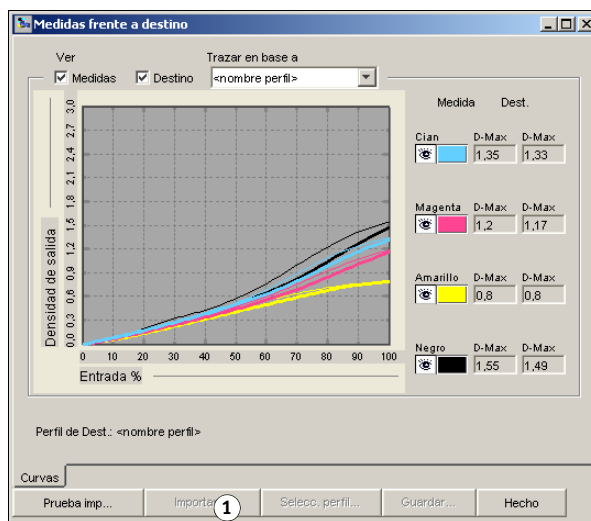 Medidas frente a destino
Ver
Trazar en base a
Medidas
Destino
<nombre perfil>
Medida Dest.
Densidad de salida
3,0
2,7
2,4
2,1
1,8
1,5
1,2
0,9
0,6
0,3
0,0
0 10 20 30 40 50 60 70 80 90 100
Entrada %
Cian D-Max D-Max
1,35 1,33
Magenta D-Max D-Max
1,2 1,17
Amarillo D-Max D-Max
0,8 0,8
Negro D-Max D-Max
1,55 1,49
Perfil de Dest.: <nombre perfil>
Curvas
Prueba imp...
Importar
1
Selecc. perfil...
Guardar...
Hecho